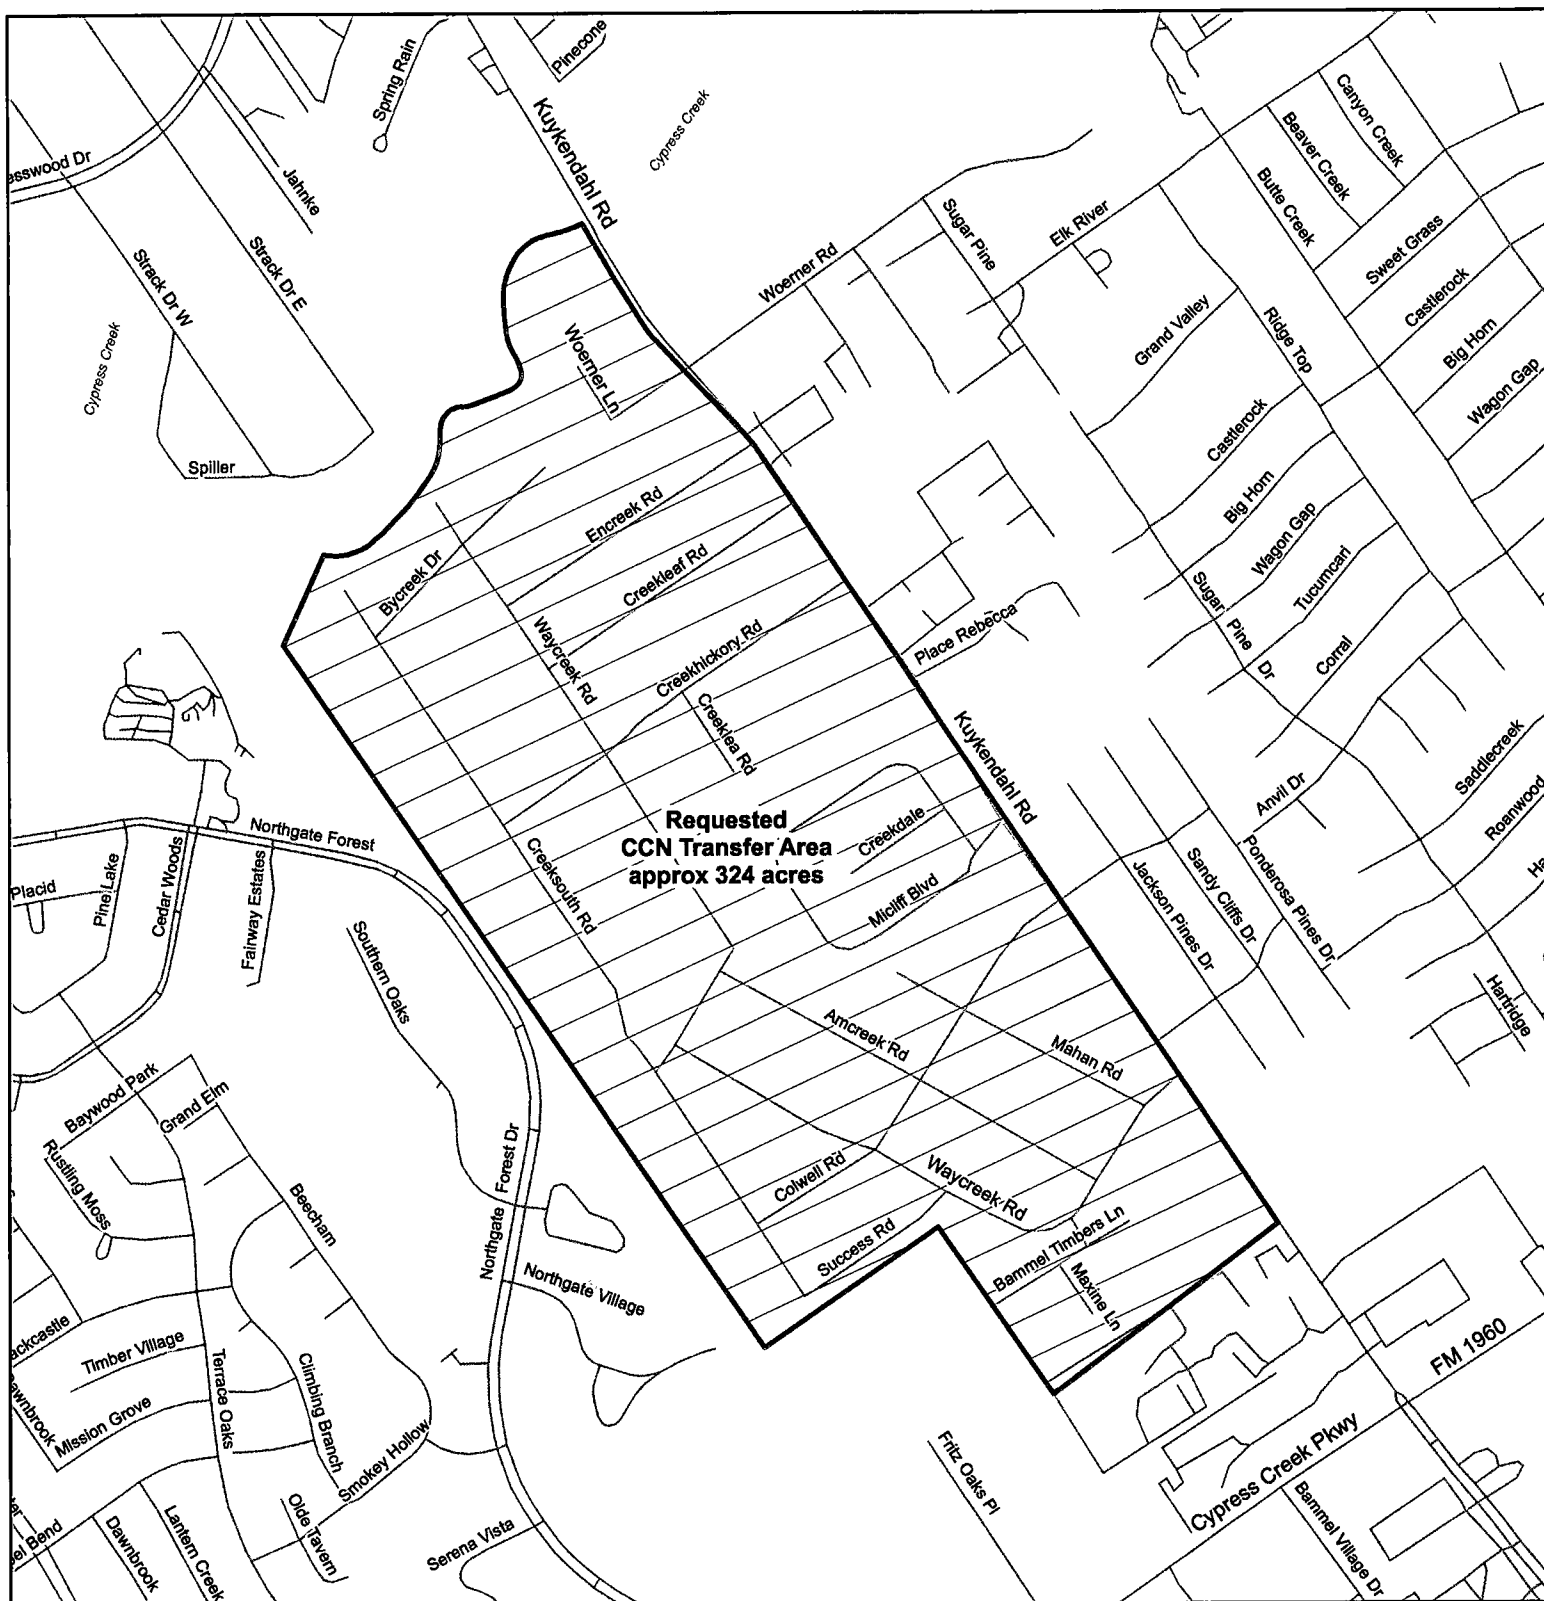 Pinecone
Spring Rain
Kuykendahl Rd
Cypress Creek
Canyon Creek
Beaver Creek
Butte Creek
esswood Dr
Jahnke
Strack Dr E
Strack Dr W
Sugar Pine
Elk River
Sweet Grass
Woerner Rd
Castlerock
Big Horn
Wagon Gap
Grand Valley
Ridge Top
Cypress Creek
Woerner Ln
Castlerock
Spiller
Encreek Rd
Big Horn
Wagon Gap
Bycreek Dr
Creekleaf Rd
Tucumcari
Sugar Pine Dr
Waycreek Rd
Creekhickory Rd
Place Rebecca
Corral
Creeklea Rd
Kuykendahl Rd
Saddlecreek
Anvil Dr
Roanwood
Northgate Forest
Requested
CCN Transfer Area
approx 324 acres
Creekdale
Micliff Blvd
Creeksouth Rd
Placid
Pine Lake
Cedar Woods
Fairway Estates
Jackson Pines Dr
Sandy Cliffs Dr
Ponderosa Pines Dr
Ha
Southern Oaks
Hartridge
Amcreek Rd
Mahan Rd
Baywood Park
Grand Elm
Rustling Moss
Beecham
Northgate Forest Dr
Colwell Rd
Waycreek Rd
Success Rd
Bammel Timbers Ln
Maxine Ln
Northgate Village
ackcastle
Timber Village
Terrace Oaks
Climbing Branch
Mission Grove
awnbrook
Smokey Hollow
FM 1960
Cypress Creek Pkwy
Fritz Oaks Pl
Bammel Village Dr
el Bend
Dawnbrook
Lantern Creek
Olde Tavern
Serena Vista